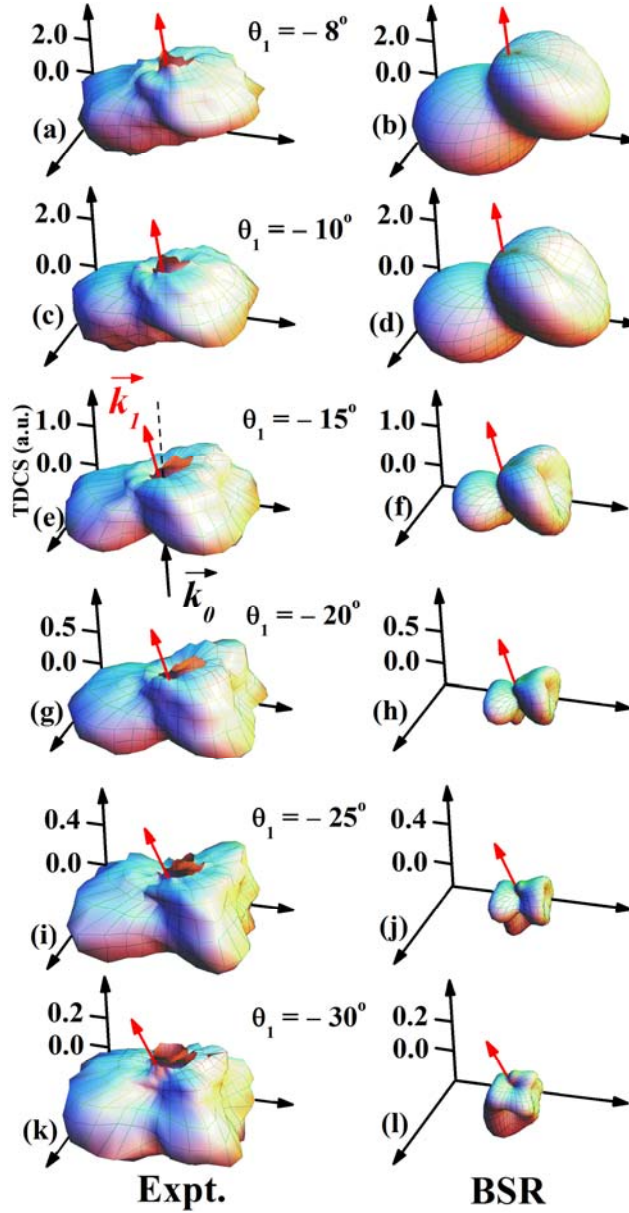 2.0
0.0
(a)
θ₁ = – 8°
2.0
0.0
(b)
2.0
0.0
(c)
θ₁ = – 10°
2.0
0.0
(d)
TDCS (a.u.)
1.0
0.0
(e)
k₁
k₀
θ₁ = – 15°
1.0
0.0
(f)
0.5
0.0
(g)
θ₁ = – 20°
0.5
0.0
(h)
0.4
0.0
(i)
θ₁ = – 25°
0.4
0.0
(j)
0.2
0.0
(k)
θ₁ = – 30°
0.2
0.0
(l)
Expt.
BSR